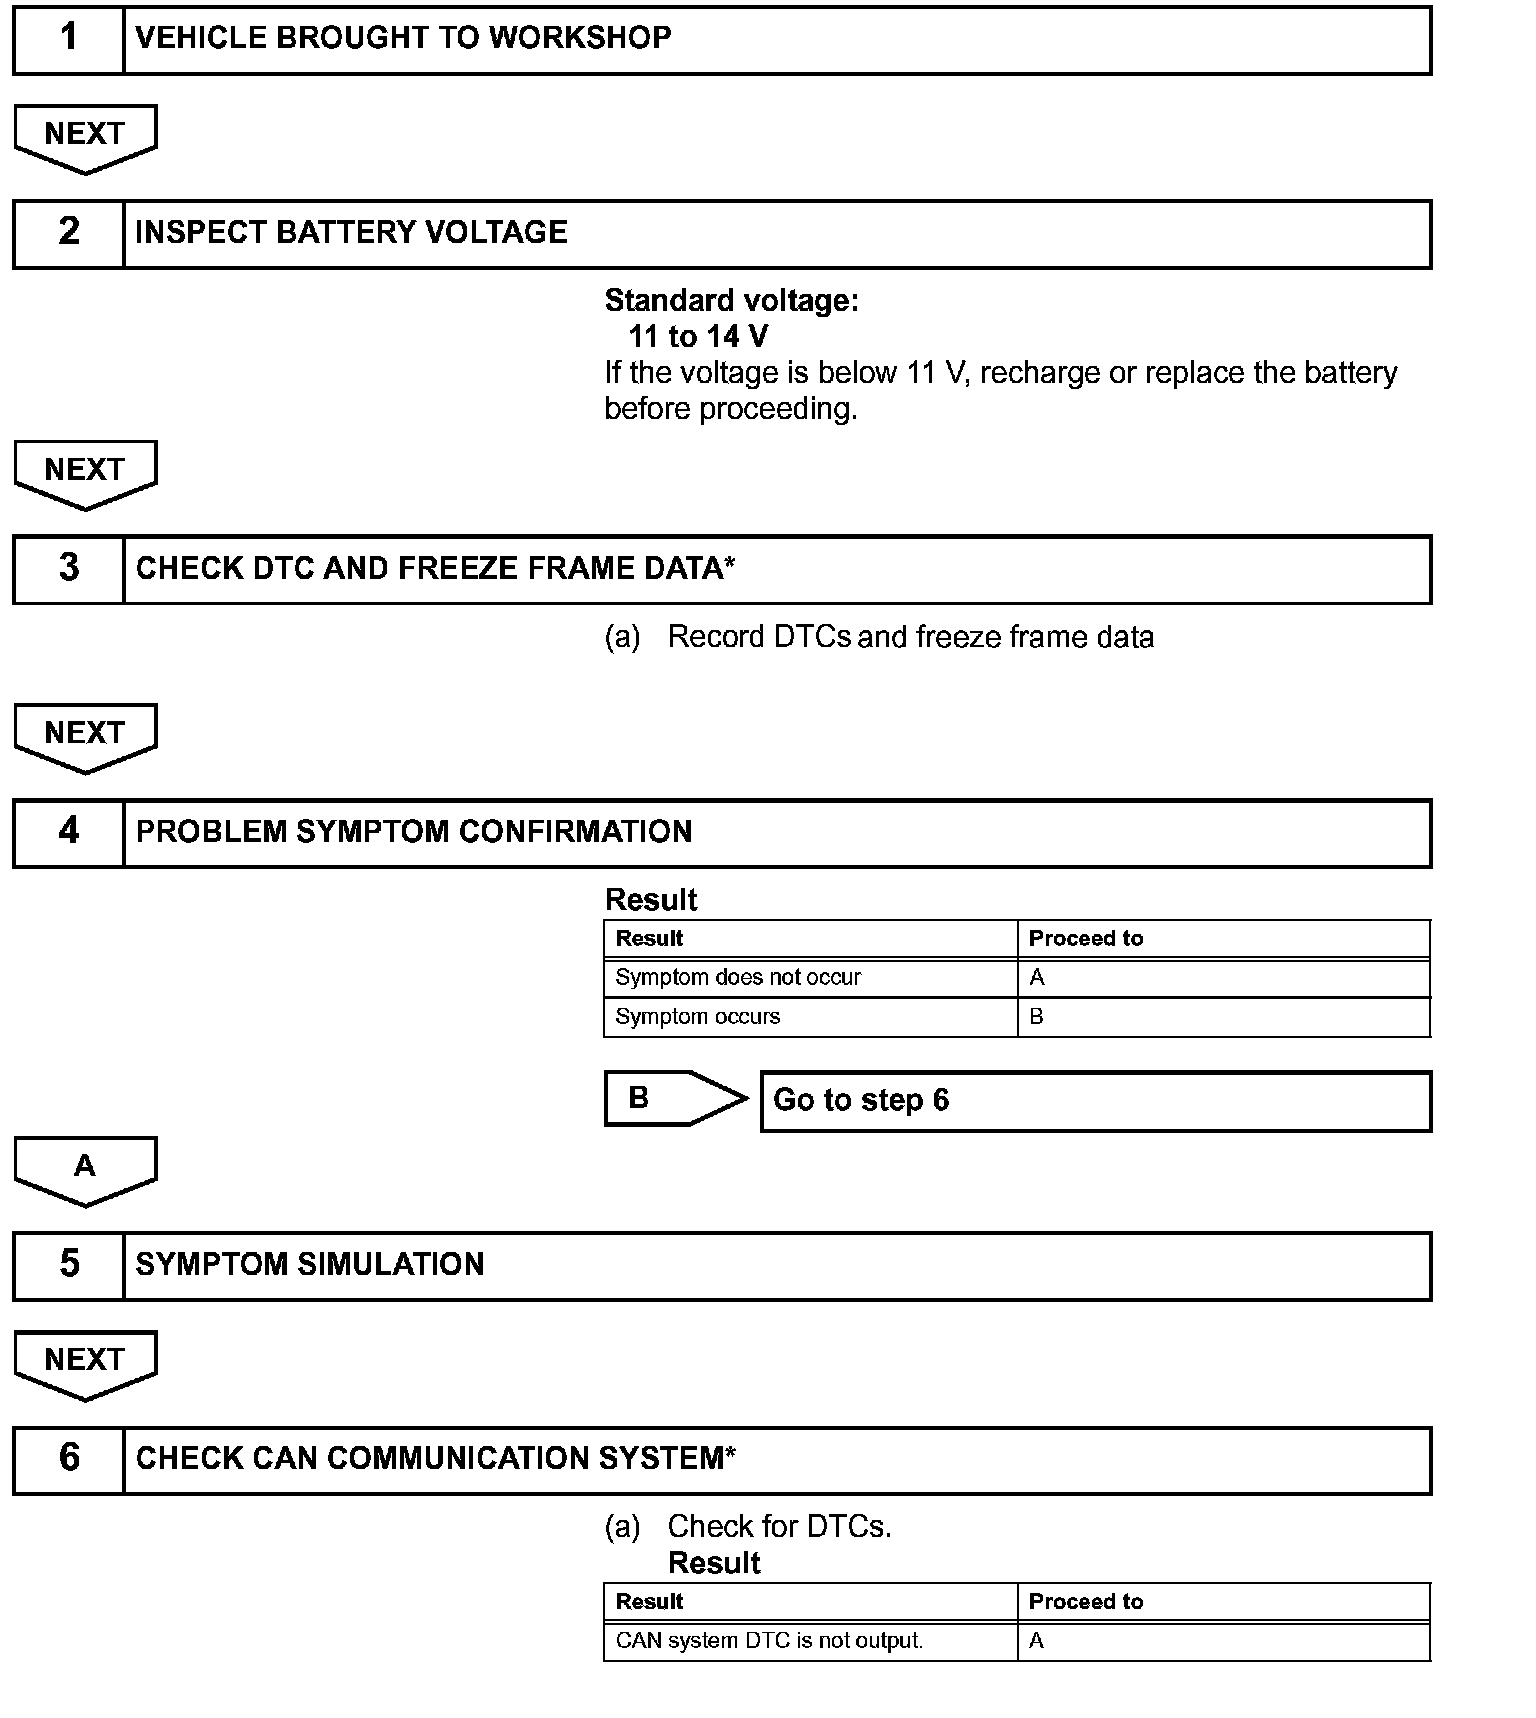 1 VEHICLE BROUGHT TO WORKSHOP
NEXT
2 INSPECT BATTERY VOLTAGE
Standard voltage:
11 to 14 V
If the voltage is below 11 V, recharge or replace the battery
before proceeding.
NEXT
3 CHECK DTC AND FREEZE FRAME DATA*
(a) Record DTCs and freeze frame data
NEXT
4 PROBLEM SYMPTOM CONFIRMATION
Result
Result Proceed to
Symptom does not occur A
Symptom occurs B
B Go to step 6
A
5 SYMPTOM SIMULATION
NEXT
6 CHECK CAN COMMUNICATION SYSTEM*
(a) Check for DTCs.
Result
Result Proceed to
CAN system DTC is not output. A